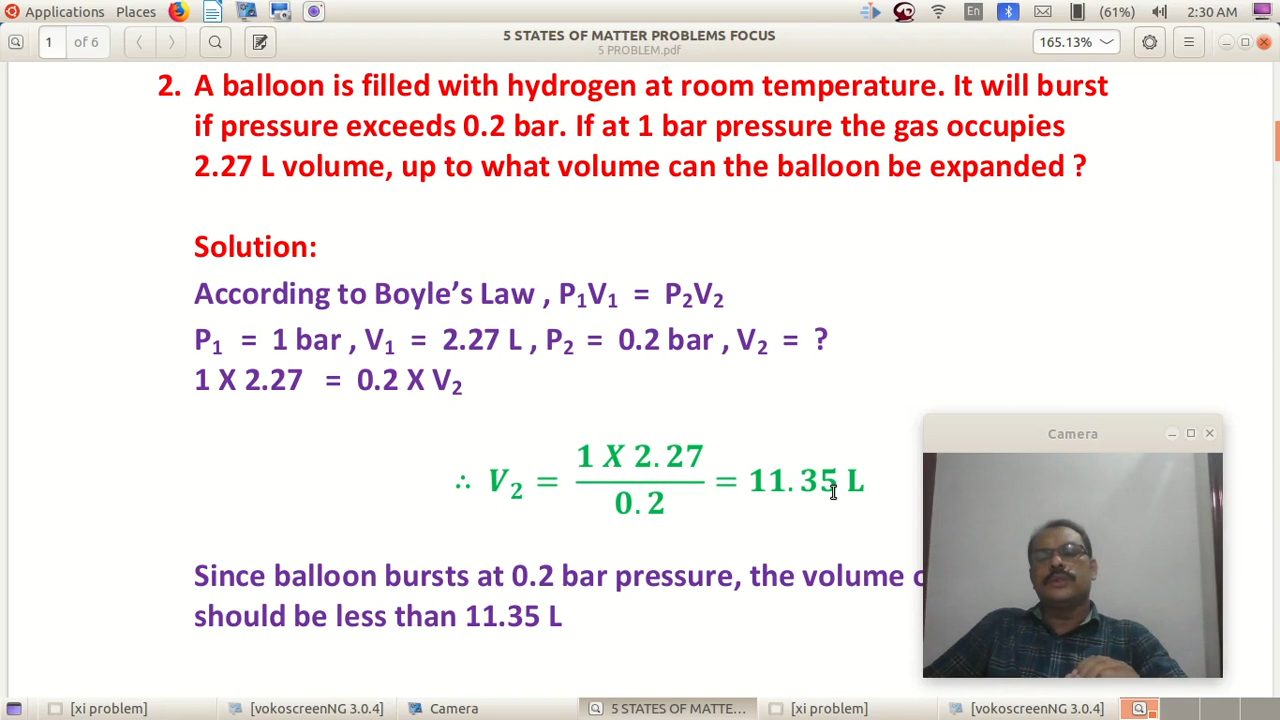 Applications Places En (61%) 2:30 AM
1 of 6 5 STATES OF MATTER PROBLEMS FOCUS 165.13%
5 PROBLEM.pdf
2. A balloon is filled with hydrogen at room temperature. It will burst
if pressure exceeds 0.2 bar. If at 1 bar pressure the gas occupies
2.27 L volume, up to what volume can the balloon be expanded ?
Solution:
According to Boyle’s Law , P₁V₁ = P₂V₂
P₁ = 1 bar , V₁ = 2.27 L , P₂ = 0.2 bar , V₂ = ?
1 X 2.27 = 0.2 X V₂
Camera
1 X 2.27
∴ V₂ = = 11.35 L
0.2
Since balloon bursts at 0.2 bar pressure, the volume
should be less than 11.35 L
[xi problem] [vokoscreenNG 3.0.4] Camera 5 STATES OF MATTE... [xi problem] [vokoscreenNG 3.0.4]